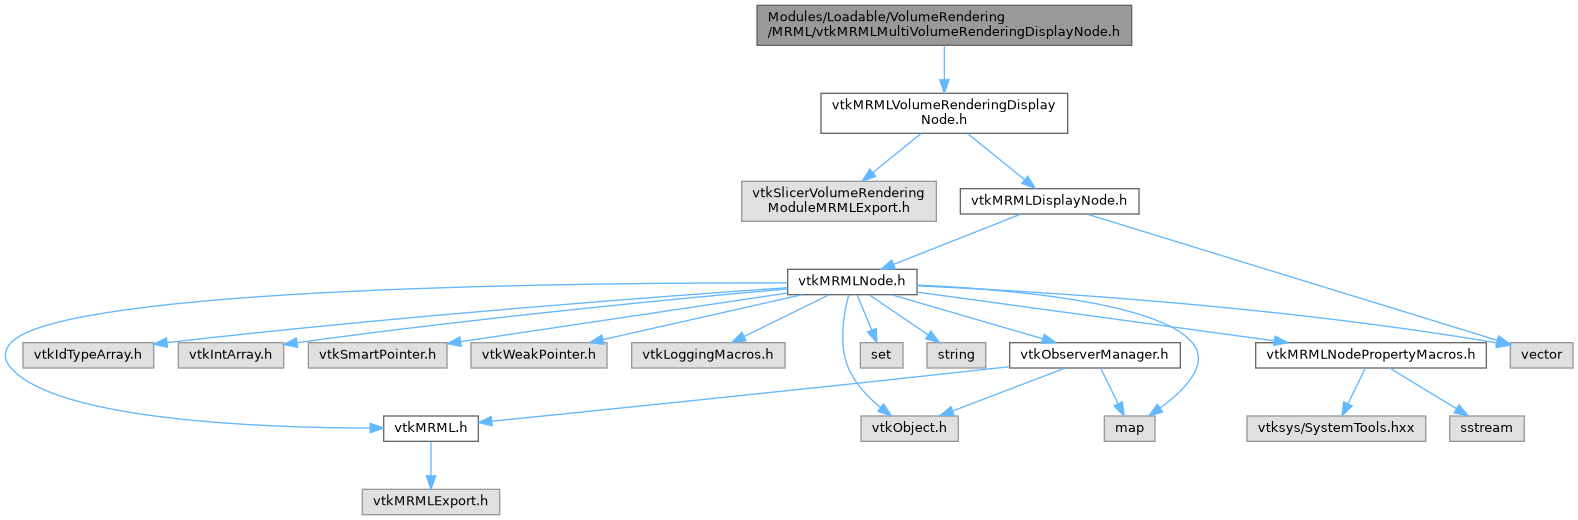 Modules/Loadable/VolumeRendering
/MRML/vtkMRMLMultiVolumeRenderingDisplayNode.h
vtkMRMLVolumeRenderingDisplay
Node.h
vtkSlicerVolumeRendering
ModuleMRMLExport.h
vtkMRMLDisplayNode.h
vtkMRMLNode.h
vtkIdTypeArray.h
vtkIntArray.h
vtkSmartPointer.h
vtkWeakPointer.h
vtkLoggingMacros.h
set
string
vtkObserverManager.h
vtkMRMLNodePropertyMacros.h
vector
vtkMRML.h
vtkObject.h
map
vtksys/SystemTools.hxx
sstream
vtkMRMLExport.h